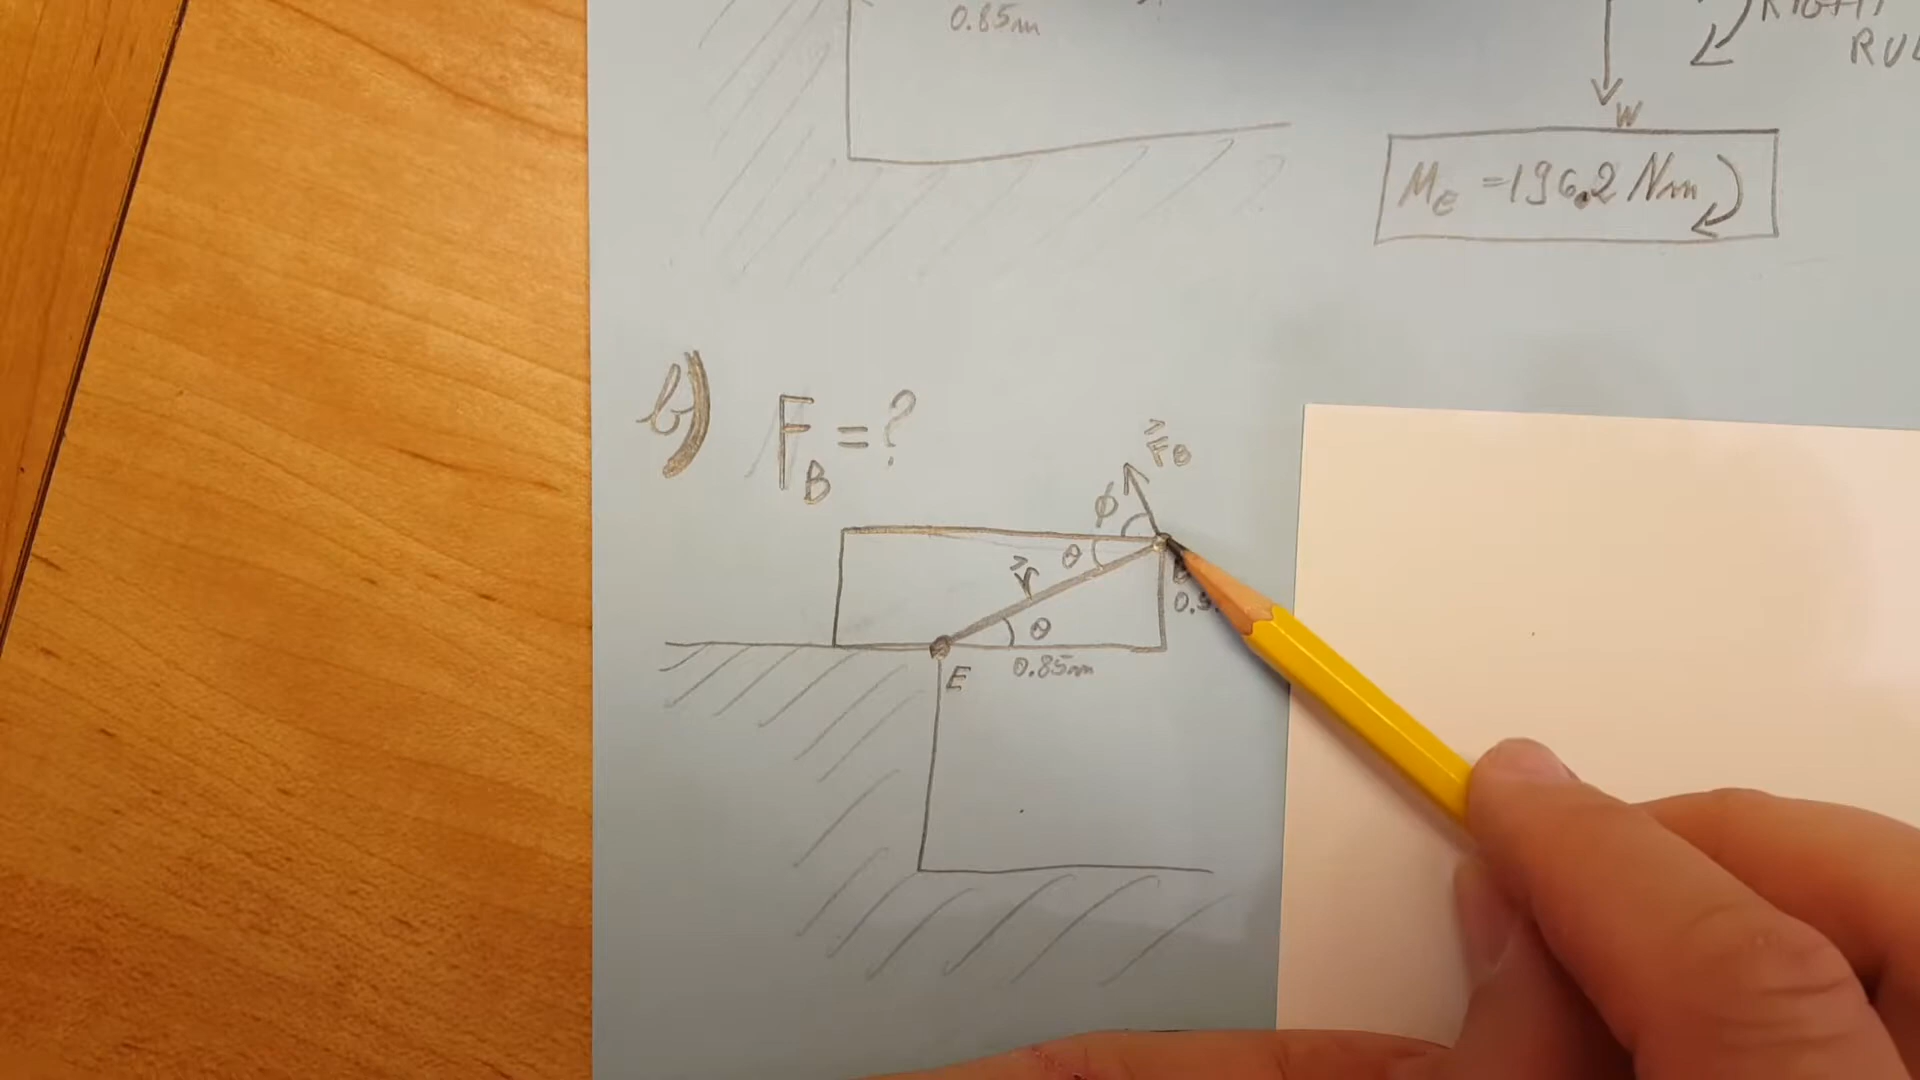 0.85m
RIGHT
RUL
W
M_E = 196.2 Nm
b) F_B = ?
F_B
φ
θ
r
θ
0.85m
E